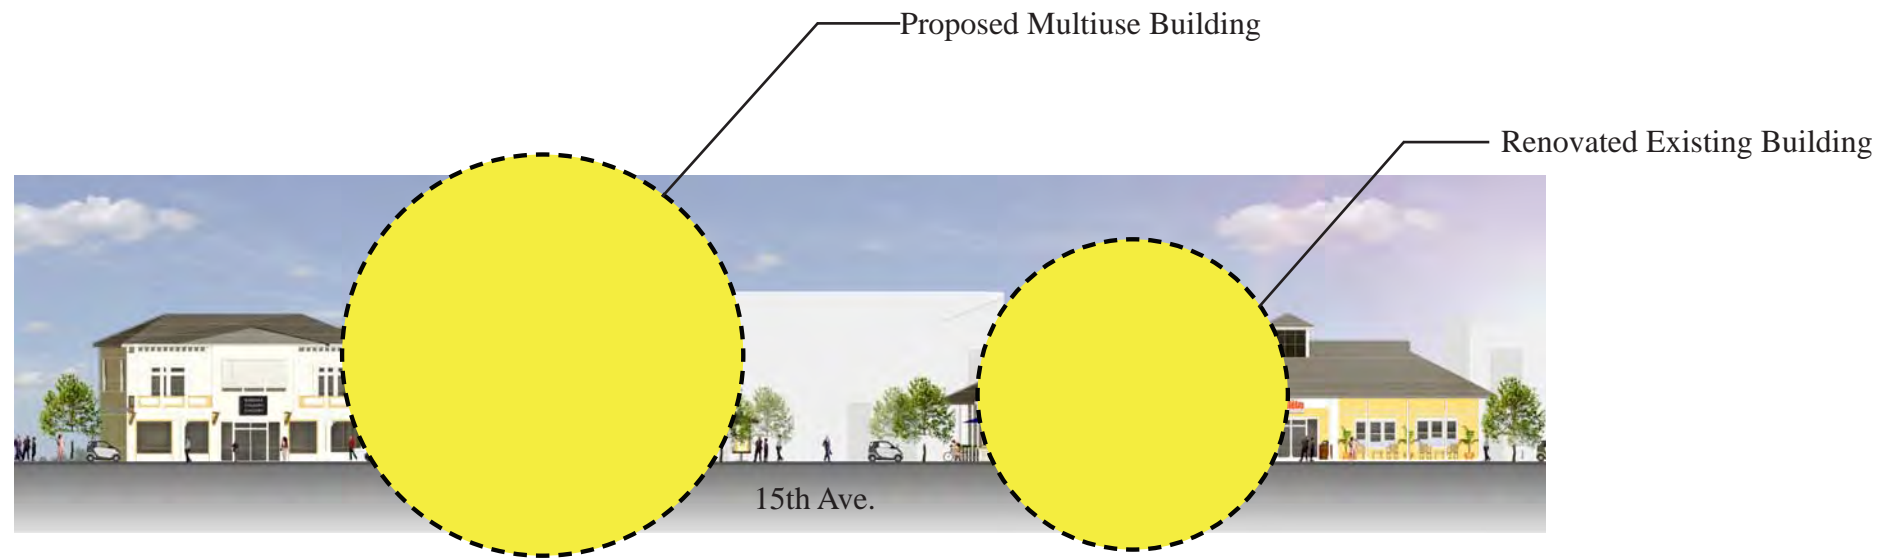 Proposed Multiuse Building
Renovated Existing Building
15th Ave.